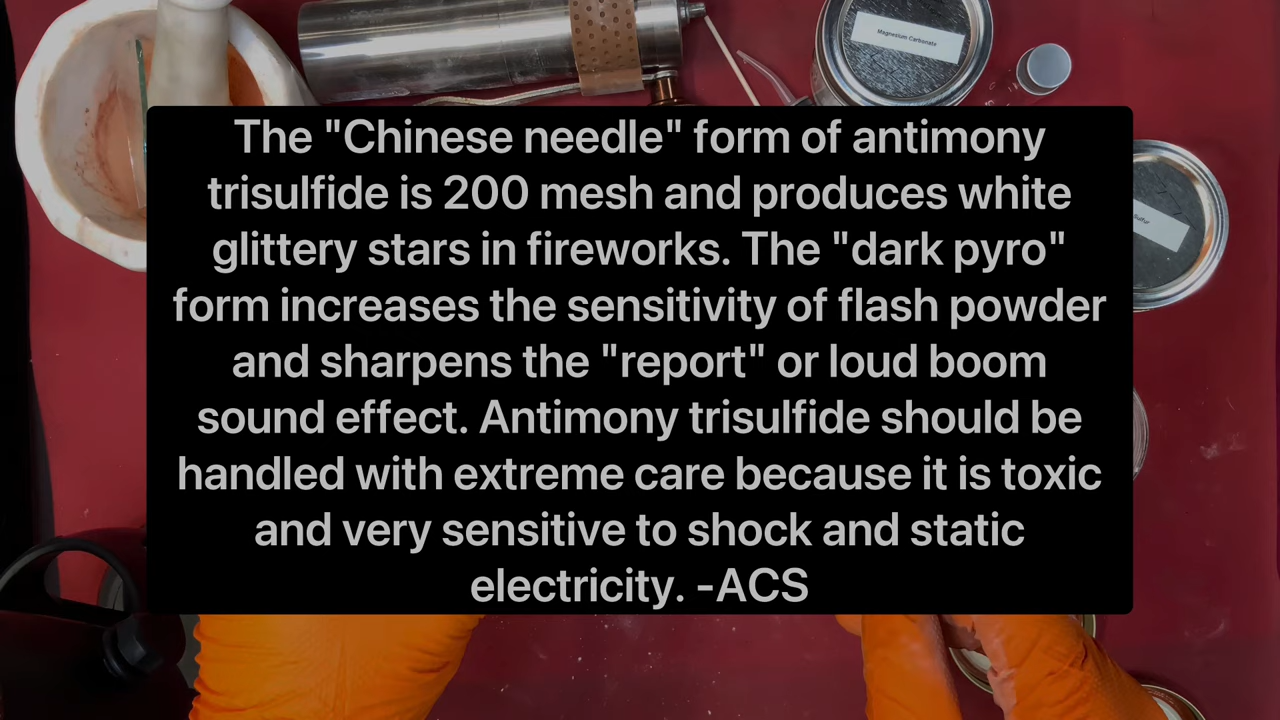 Magnesium Carbonate
Sulfur
The "Chinese needle" form of antimony
trisulfide is 200 mesh and produces white
glittery stars in fireworks. The "dark pyro"
form increases the sensitivity of flash powder
and sharpens the "report" or loud boom
sound effect. Antimony trisulfide should be
handled with extreme care because it is toxic
and very sensitive to shock and static
electricity. -ACS